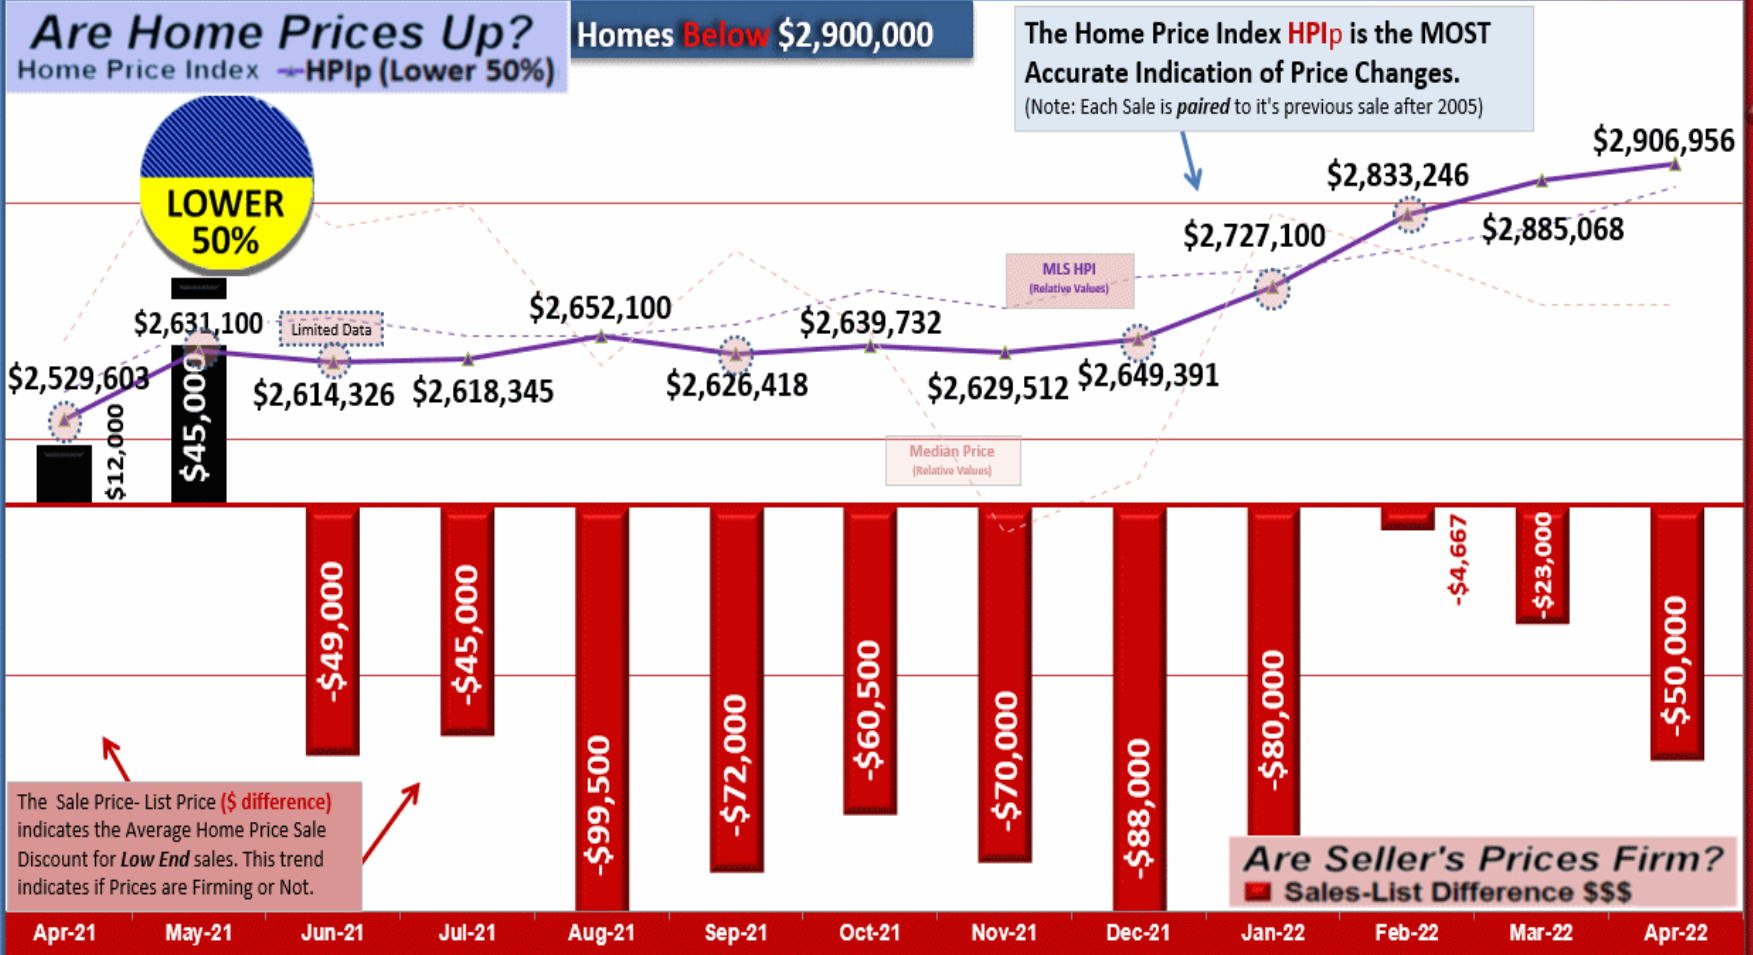 Are Home Prices Up?
Home Price Index HPIp (Lower 50%)
Homes Below $2,900,000
The Home Price Index HPIp is the MOST
Accurate Indication of Price Changes.
(Note: Each Sale is paired to it's previous sale after 2005)
LOWER
50%
$2,529,603
$2,631,100
Limited Data
$2,614,326
$2,618,345
$2,652,100
$2,626,418
$2,639,732
$2,629,512
$2,649,391
$2,727,100
$2,833,246
$2,885,068
$2,906,956
MLS HPI
(Relative Values)
Median Price
(Relative Values)
$12,000
$45,000
-$49,000
-$45,000
-$99,500
-$72,000
-$60,500
-$70,000
-$88,000
-$80,000
-$4,667
-$23,000
-$50,000
The Sale Price- List Price ($ difference)
indicates the Average Home Price Sale
Discount for Low End sales. This trend
indicates if Prices are Firming or Not.
Are Seller's Prices Firm?
Sales-List Difference $$$
Apr-21 May-21 Jun-21 Jul-21 Aug-21 Sep-21 Oct-21 Nov-21 Dec-21 Jan-22 Feb-22 Mar-22 Apr-22